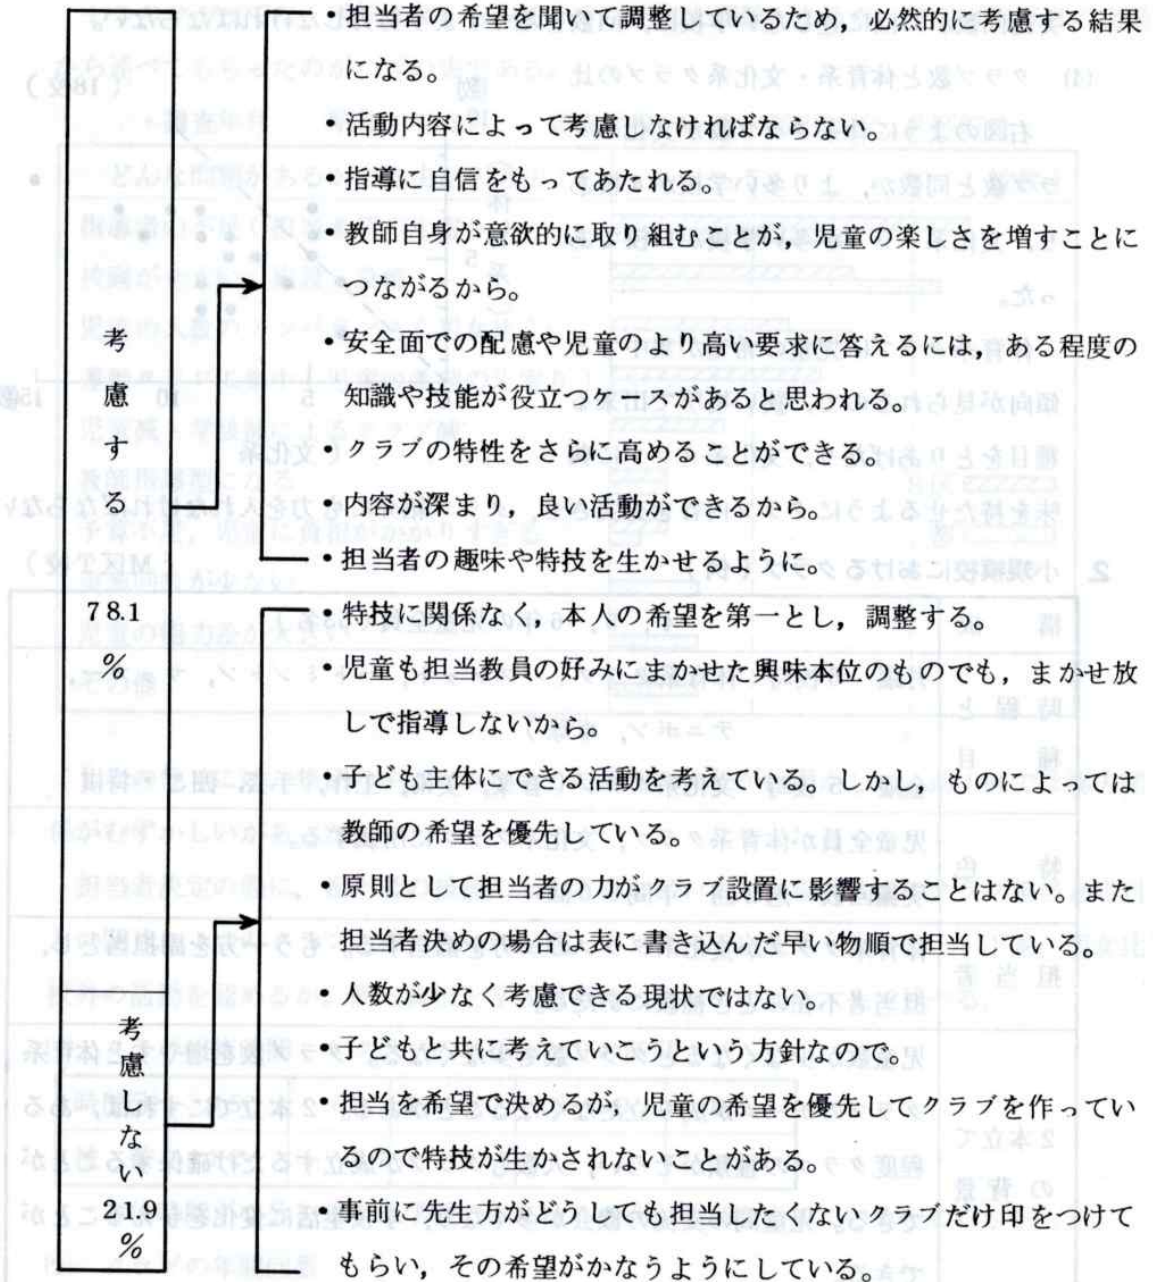 ・担当者の希望を聞いて調整しているため，必然的に考慮する結果
になる。
・活動内容によって考慮しなければならない。
・指導に自信をもってあたれる。
・教師自身が意欲的に取り組むことが，児童の楽しさを増すことに
つながるから。
・安全面での配慮や児童のより高い要求に答えるには，ある程度の
知識や技能が役立つケースがあると思われる。
・クラブの特性をさらに高めることができる。
・内容が深まり，良い活動ができるから。
・担当者の趣味や特技を生かせるように。
考慮する
78.1
%
・特技に関係なく，本人の希望を第一とし，調整する。
・児童も担当教員の好みにまかせた興味本位のものでも，まかせ放
しで指導しないから。
・子ども主体にできる活動を考えている。しかし，ものによっては
教師の希望を優先している。
・原則として担当者の力がクラブ設置に影響することはない。また
担当者決めの場合は表に書き込んだ早い物順で担当している。
・人数が少なく考慮できる現状ではない。
・子どもと共に考えていこうという方針なので。
・担当を希望で決めるが，児童の希望を優先してクラブを作ってい
るので特技が生かされないことがある。
・事前に先生方がどうしても担当したくないクラブだけ印をつけて
もらい，その希望がかなうようにしている。
考慮しない
21.9
%